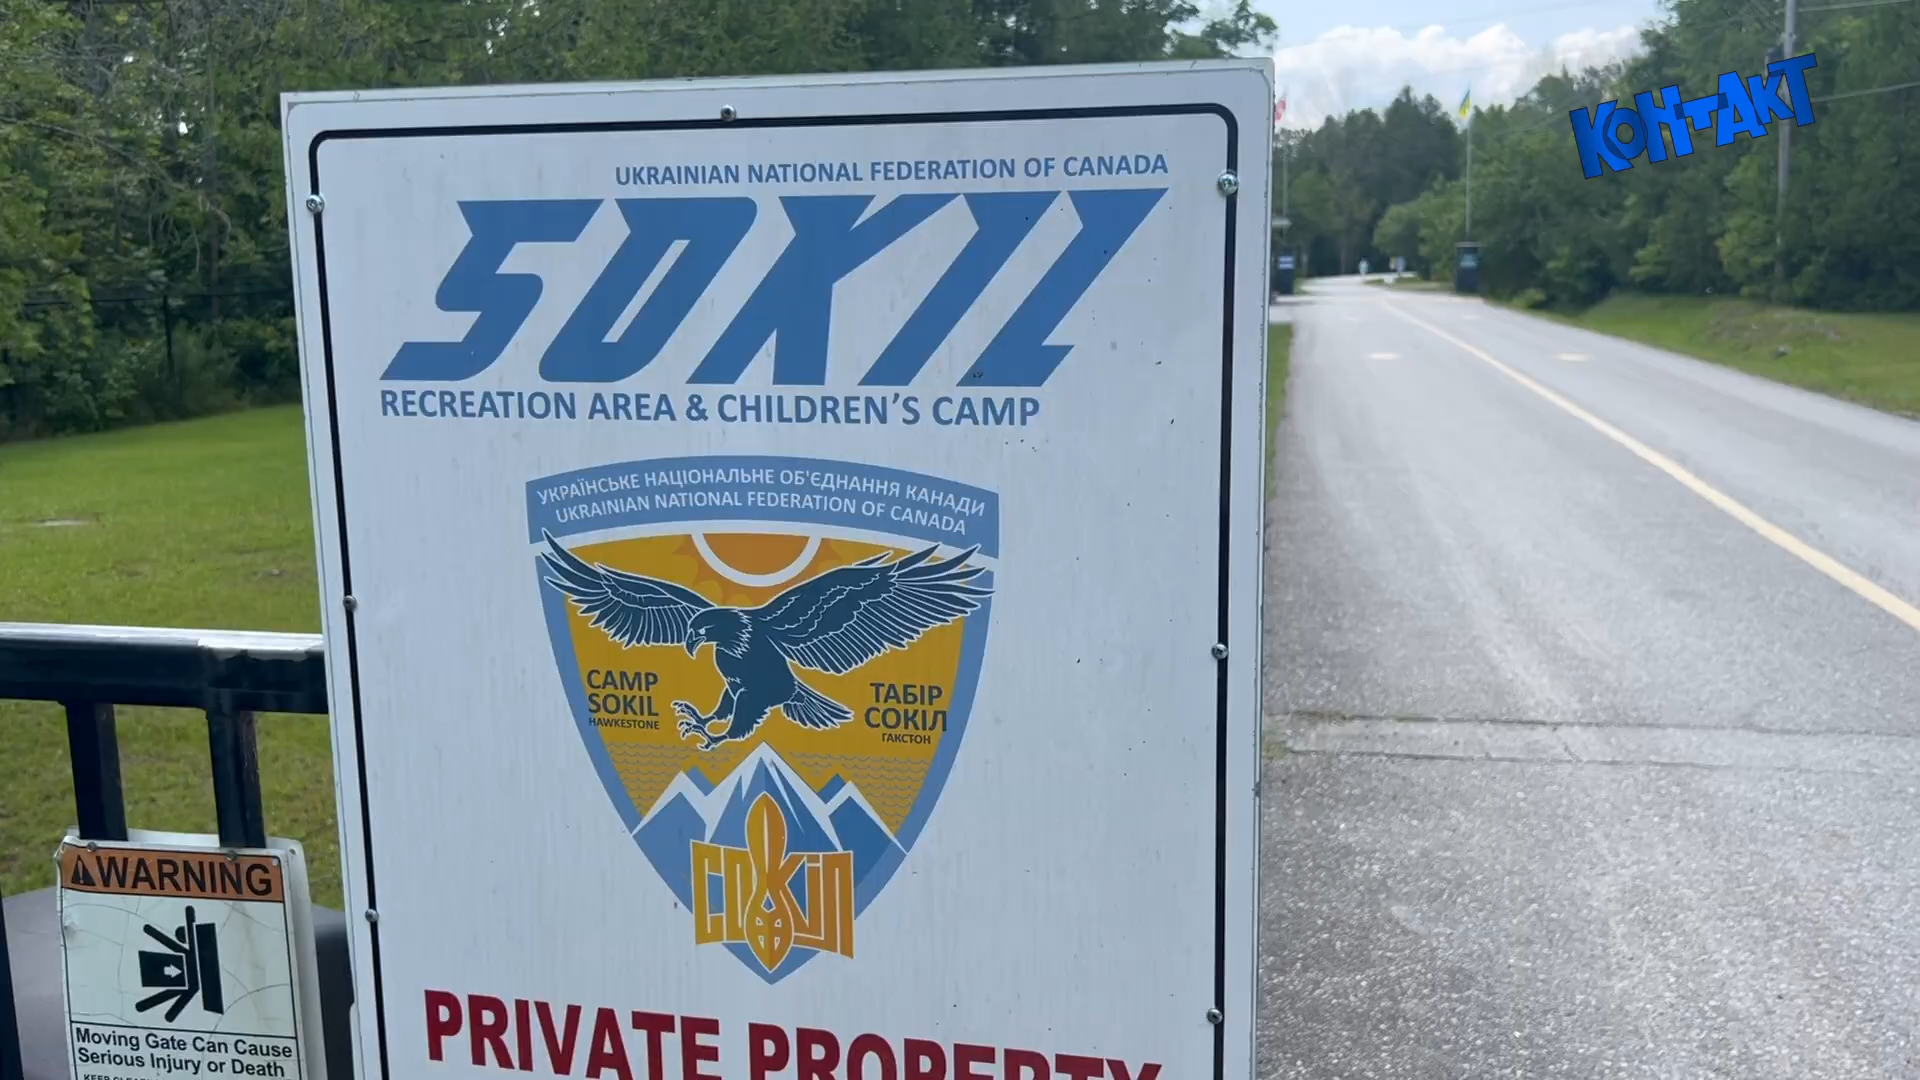 КОНТАКТ
UKRAINIAN NATIONAL FEDERATION OF CANADA
SOKIL
RECREATION AREA & CHILDREN'S CAMP
УКРАЇНСЬКЕ НАЦІОНАЛЬНЕ ОБ'ЄДНАННЯ КАНАДИ
UKRAINIAN NATIONAL FEDERATION OF CANADA
CAMP
SOKIL
HAWKESTONE
ТАБІР
СОКІЛ
ГАКСТОН
СОКІЛ
PRIVATE PROPERTY
WARNING
Moving Gate Can Cause
Serious Injury or Death